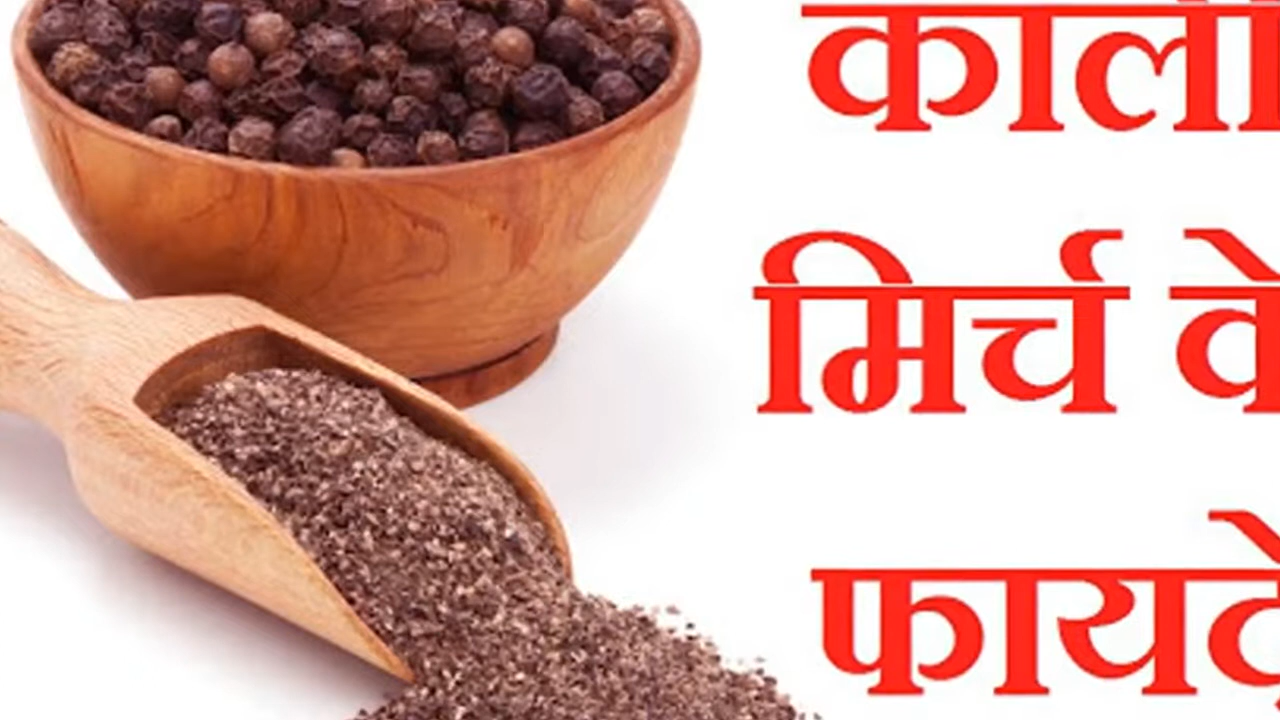 काली
मिर्च के
फायदे